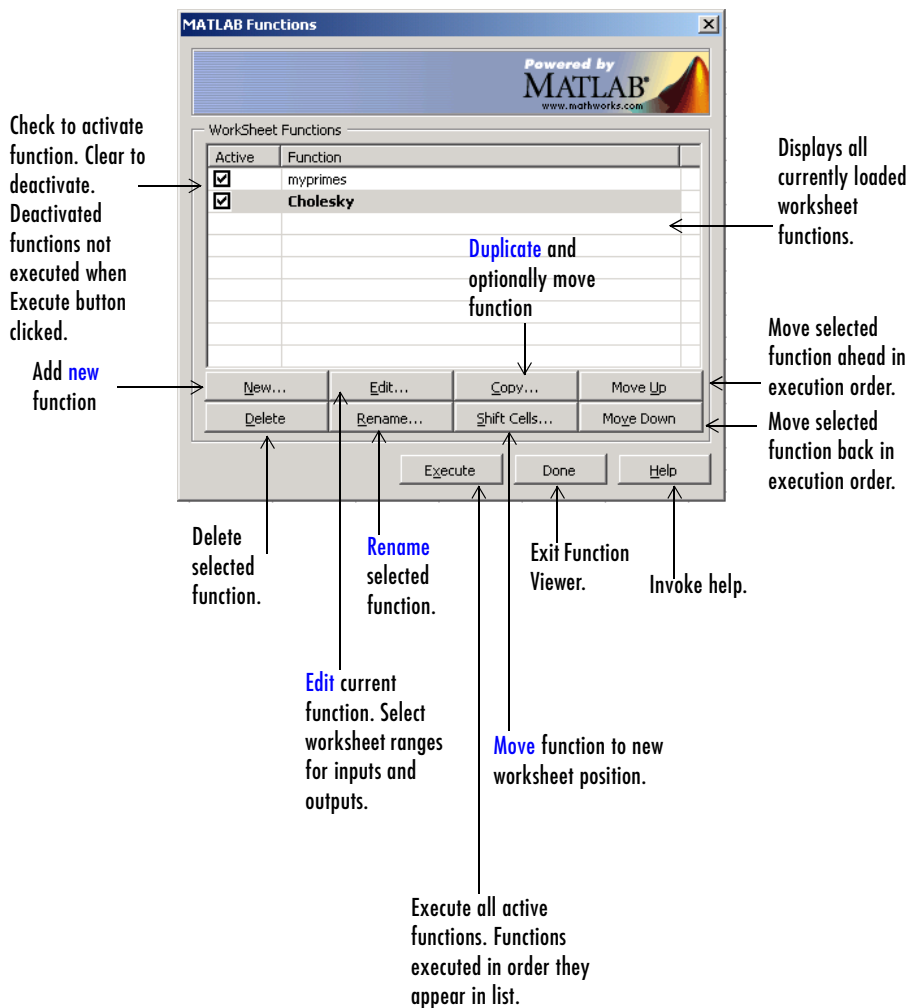 MATLAB Functions
Powered by
MATLAB®
www.mathworks.com
WorkSheet Functions
Active Function
myprimes
Cholesky
New... Edit... Copy... Move Up
Delete Rename... Shift Cells... Move Down
Execute Done Help
Check to activate
function. Clear to
deactivate.
Deactivated
functions not
executed when
Execute button
clicked.
Displays all
currently loaded
worksheet
functions.
Duplicate and
optionally move
function
Add new
function
Move selected
function ahead in
execution order.
Move selected
function back in
execution order.
Delete
selected
function.
Rename
selected
function.
Exit Function
Viewer.
Invoke help.
Edit current
function. Select
worksheet ranges
for inputs and
outputs.
Move function to new
worksheet position.
Execute all active
functions. Functions
executed in order they
appear in list.